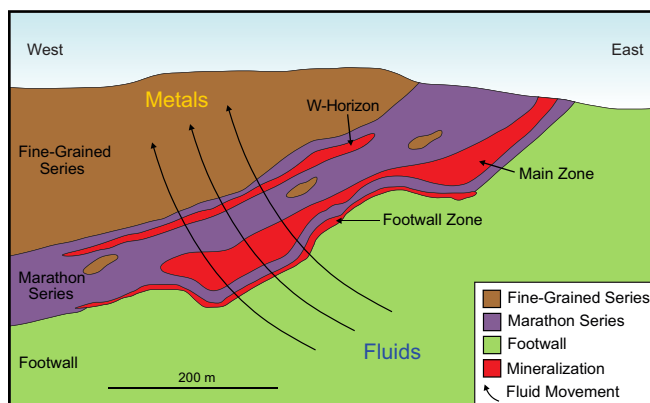 West
East
Metals
W-Horizon
Fine-Grained
Series
Main Zone
Footwall Zone
Marathon
Series
Fluids
Footwall
200 m
Fine-Grained Series
Marathon Series
Footwall
Mineralization
Fluid Movement